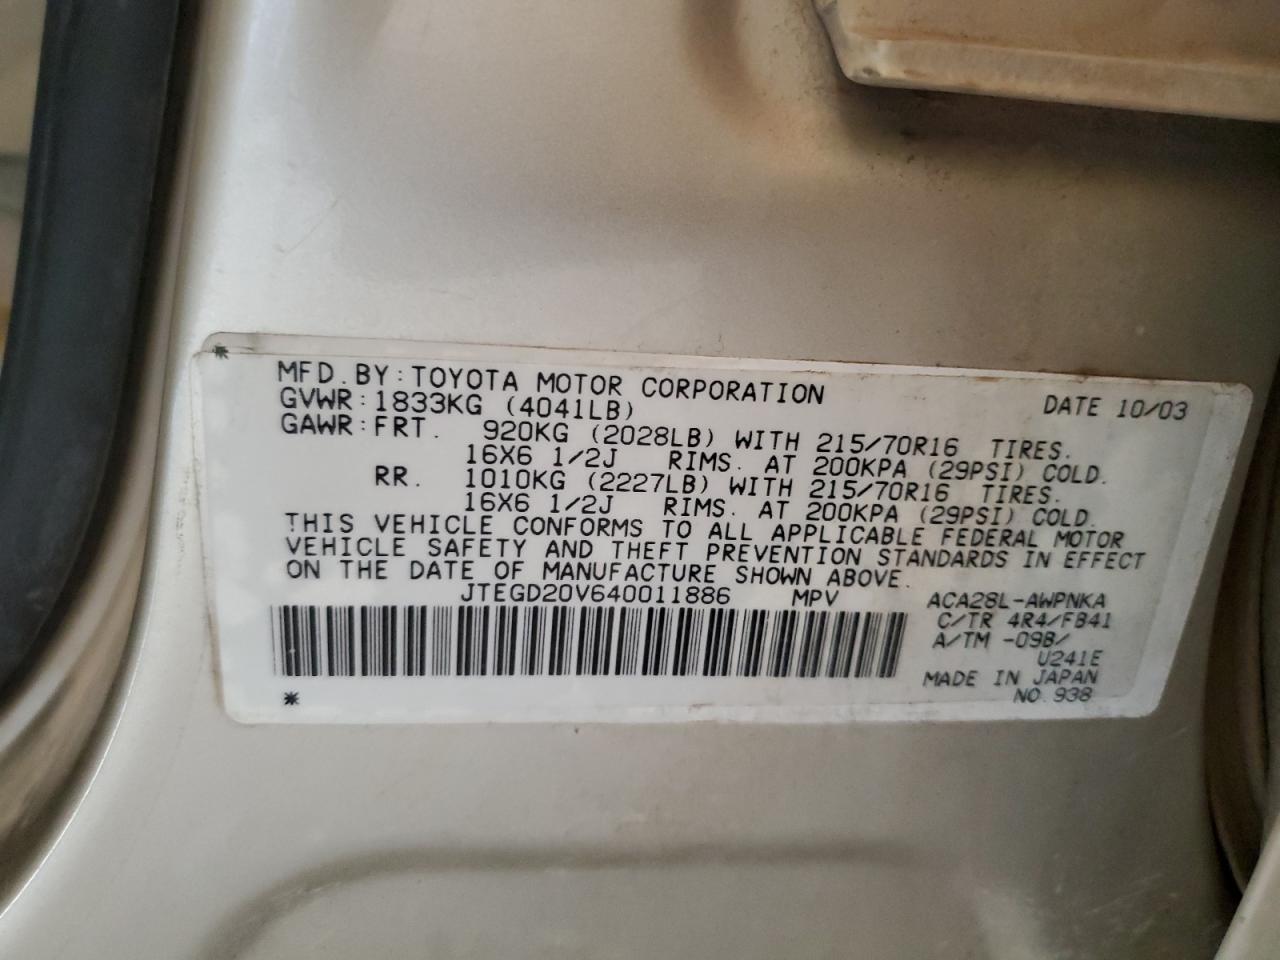 MFD. BY: TOYOTA MOTOR CORPORATION DATE 10/03
GVWR: 1833KG (4041LB)
GAWR: FRT. 920KG (2028LB) WITH 215/70R16 TIRES.
16X6 1/2J RIMS. AT 200KPA (29PSI) COLD.
RR. 1010KG (2227LB) WITH 215/70R16 TIRES.
16X6 1/2J RIMS. AT 200KPA (29PSI) COLD.
THIS VEHICLE CONFORMS TO ALL APPLICABLE FEDERAL MOTOR
VEHICLE SAFETY AND THEFT PREVENTION STANDARDS IN EFFECT
ON THE DATE OF MANUFACTURE SHOWN ABOVE.
JTEGD20V640011886 MPV ACA28L-AWPNKA
C/TR 4R4/FB41
A/TM -09B/
U241E
MADE IN JAPAN
NO.938